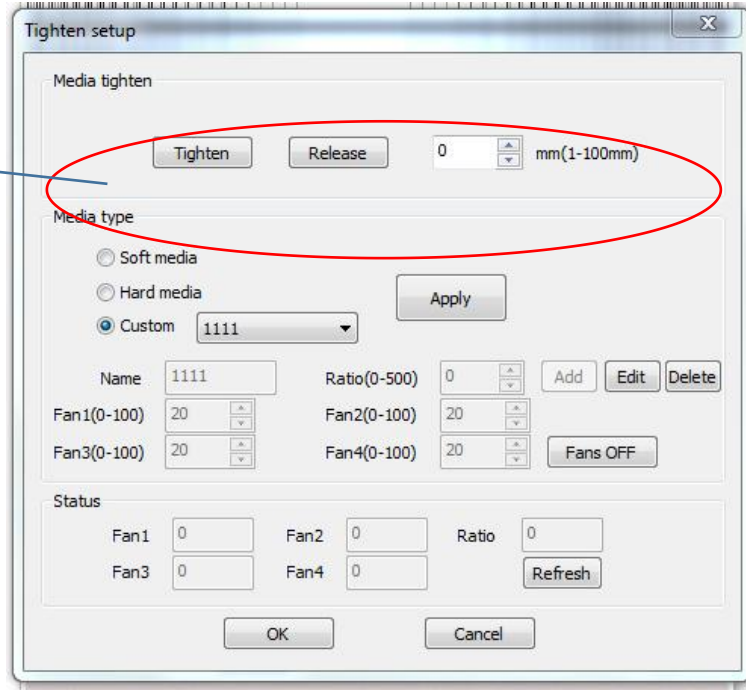 Tighten setup
Media tighten
Tighten Release 0 mm(1-100mm)
Media type
Soft media
Hard media
Apply
Custom 1111
Name 1111 Ratio(0-500) 0 Add Edit Delete
Fan1(0-100) 20 Fan2(0-100) 20
Fan3(0-100) 20 Fan4(0-100) 20 Fans OFF
Status
Fan1 0 Fan2 0 Ratio 0
Fan3 0 Fan4 0 Refresh
OK Cancel